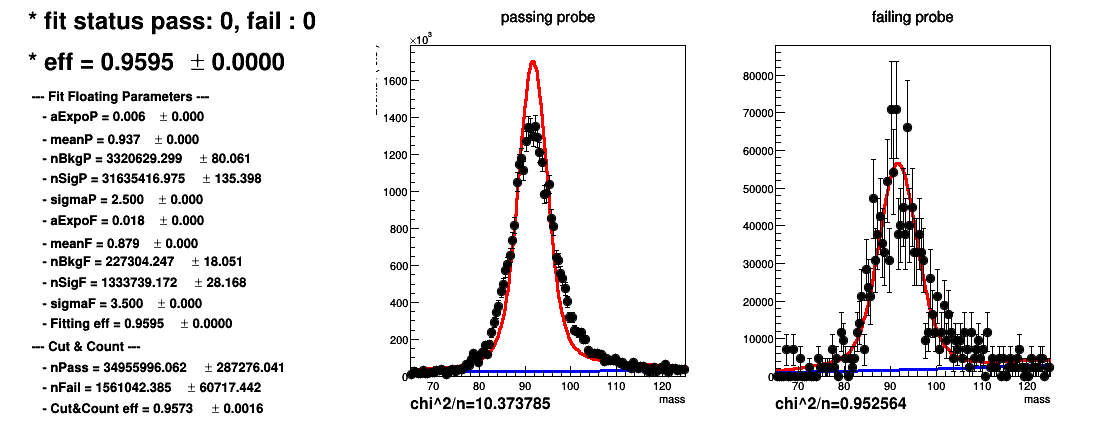 * fit status pass: 0, fail : 0
* eff = 0.9595 ± 0.0000
--- Fit Floating Parameters ---
- aExpoP = 0.006 ± 0.000
- meanP = 0.937 ± 0.000
- nBkgP = 3320629.299 ± 80.061
- nSigP = 31635416.975 ± 135.398
- sigmaP = 2.500 ± 0.000
- aExpoF = 0.018 ± 0.000
- meanF = 0.879 ± 0.000
- nBkgF = 227304.247 ± 18.051
- nSigF = 1333739.172 ± 28.168
- sigmaF = 3.500 ± 0.000
- Fitting eff = 0.9595 ± 0.0000
--- Cut & Count ---
- nPass = 34955996.062 ± 287276.041
- nFail = 1561042.385 ± 60717.442
- Cut&Count eff = 0.9573 ± 0.0016
passing probe
×10³
1600
1400
1200
1000
800
600
400
200
0
70 80 90 100 110 120
mass
chi^2/n=10.373785
failing probe
80000
70000
60000
50000
40000
30000
20000
10000
0
70 80 90 100 110 120
mass
chi^2/n=0.952564